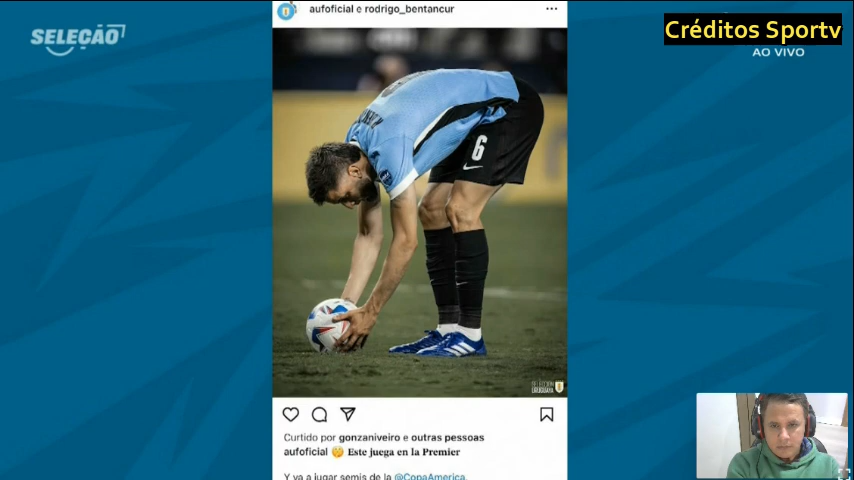 aufoficial e rodrigo_bentancur
Créditos Sportv
SELEÇÃO
AO VIVO
6
Curtido por gonzaniveiro e outras pessoas
aufoficial 🤔 Este juega en la Premier
Y va a jugar semis de la @CopaAmerica.